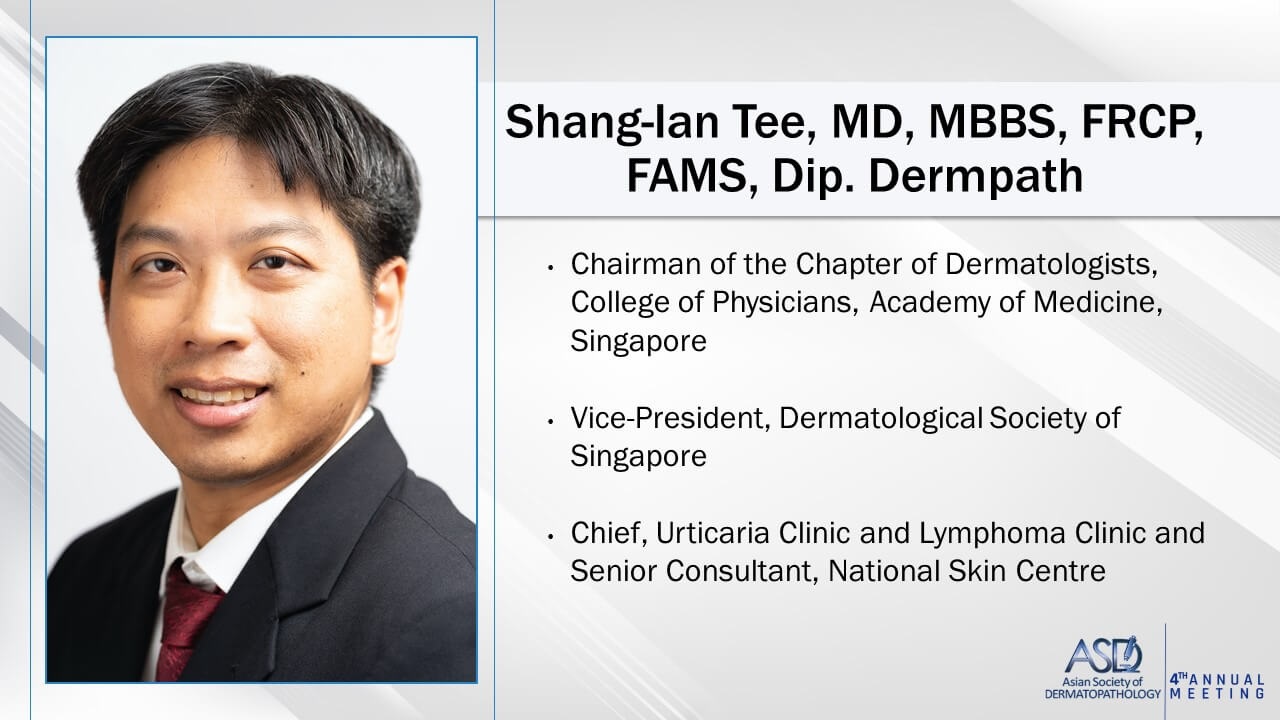 Shang-Ian Tee, MD, MBBS, FRCP,
FAMS, Dip. Dermpath
• Chairman of the Chapter of Dermatologists,
College of Physicians, Academy of Medicine,
Singapore
• Vice-President, Dermatological Society of
Singapore
• Chief, Urticaria Clinic and Lymphoma Clinic and
Senior Consultant, National Skin Centre
ASD
Asian Society of
DERMATOPATHOLOGY
4TH ANNUAL
MEETING